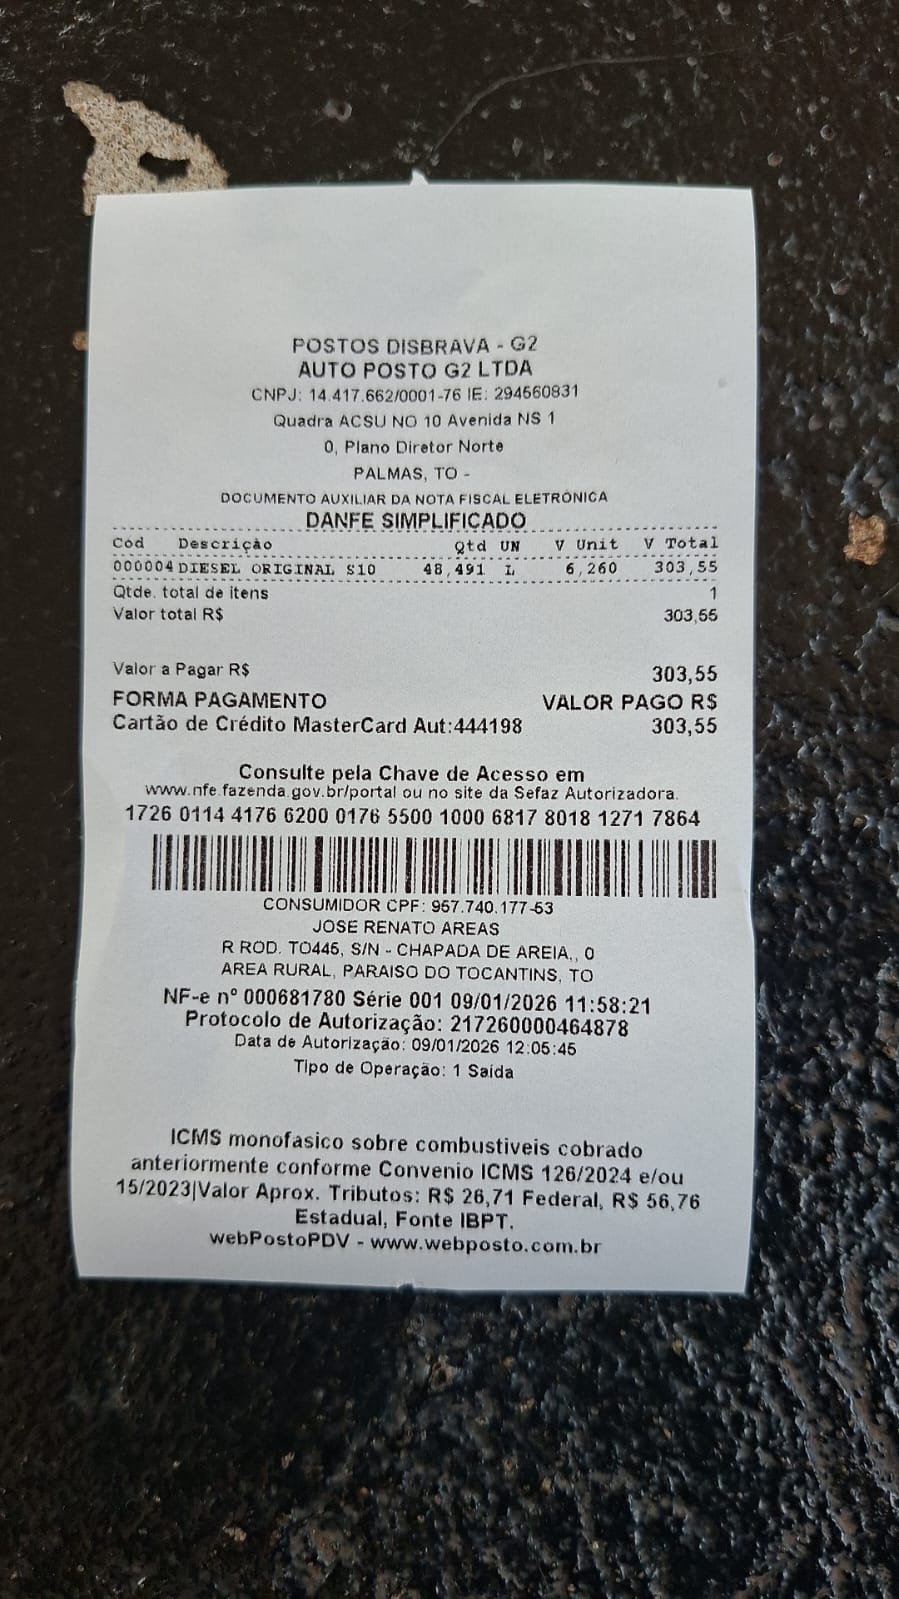 POSTOS DISBRAVA - G2
AUTO POSTO G2 LTDA
CNPJ: 14.417.662/0001-76 IE: 294560831
Quadra ACSU NO 10 Avenida NS 1
0, Plano Diretor Norte
PALMAS, TO -
DOCUMENTO AUXILIAR DA NOTA FISCAL ELETRÔNICA
DANFE SIMPLIFICADO
Cod Descrição Qtd UN V Unit V Total
000004 DIESEL ORIGINAL S10 48,491 L 6,260 303,55
Qtde. total de itens 1
Valor total R$ 303,55
Valor a Pagar R$ 303,55
FORMA PAGAMENTO VALOR PAGO R$
Cartão de Crédito MasterCard Aut:444198 303,55
Consulte pela Chave de Acesso em
www.nfe.fazenda.gov.br/portal ou no site da Sefaz Autorizadora.
1726 0114 4176 6200 0176 5500 1000 6817 8018 1271 7864
CONSUMIDOR CPF: 957.740.177-53
JOSE RENATO AREAS
R ROD. TO445, S/N - CHAPADA DE AREIA,, 0
AREA RURAL, PARAISO DO TOCANTINS, TO
NF-e nº 000681780 Série 001 09/01/2026 11:58:21
Protocolo de Autorização: 217260000464878
Data de Autorização: 09/01/2026 12:05:45
Tipo de Operação: 1 Saída
ICMS monofasico sobre combustiveis cobrado
anteriormente conforme Convenio ICMS 126/2024 e/ou
15/2023|Valor Aprox. Tributos: R$ 26,71 Federal, R$ 56,76
Estadual, Fonte IBPT.
webPostoPDV - www.webposto.com.br